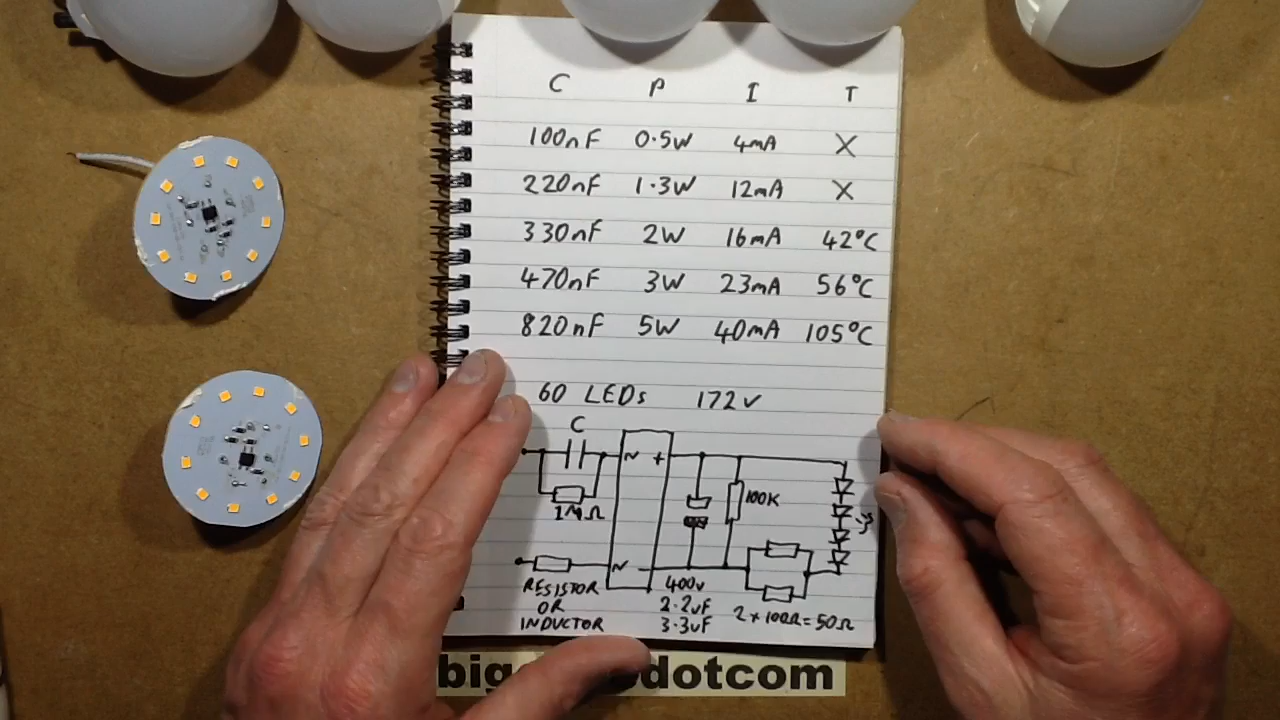 C P I T
100nF 0.5W 4mA X
220nF 1.3W 12mA X
330nF 2W 16mA 42°C
470nF 3W 23mA 56°C
820nF 5W 40mA 105°C
60 LEDs 172V
C
~ +
100K
1MΩ
~ −
RESISTOR
OR
INDUCTOR
400V
2.2uF
3.3uF
2 x 100Ω = 50Ω
big dotcom